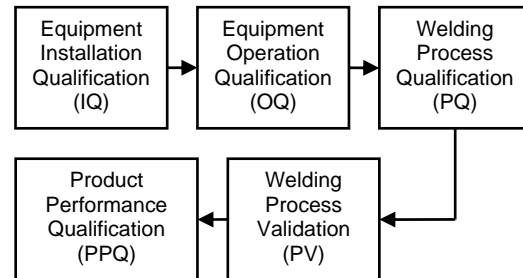 Equipment
Installation
Qualification
(IQ)
Equipment
Operation
Qualification
(OQ)
Welding
Process
Qualification
(PQ)
Welding
Process
Validation
(PV)
Product
Performance
Qualification
(PPQ)